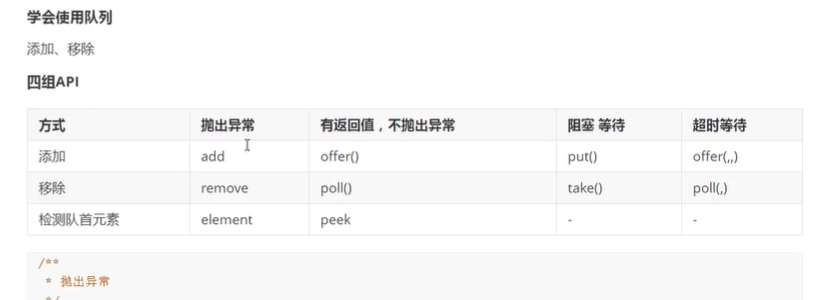 学会使用队列
添加、移除
四组API
方式 抛出异常 有返回值，不抛出异常 阻塞 等待 超时等待
添加 add offer() put() offer(,,)
移除 remove poll() take() poll(,)
检测队首元素 element peek - -
/**
* 抛出异常
*/